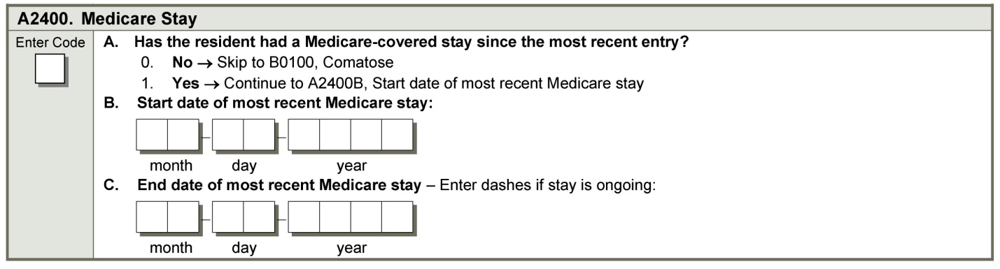 A2400. Medicare Stay
Enter Code
A. Has the resident had a Medicare-covered stay since the most recent entry?
0. No → Skip to B0100, Comatose
1. Yes → Continue to A2400B, Start date of most recent Medicare stay
B. Start date of most recent Medicare stay:
– –
month day year
C. End date of most recent Medicare stay – Enter dashes if stay is ongoing:
– –
month day year